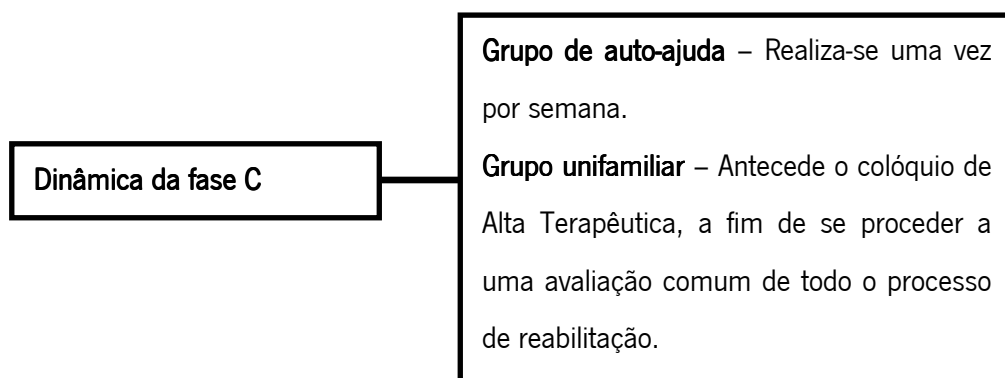 Dinâmica da fase C
Grupo de auto-ajuda – Realiza-se uma vez
por semana.
Grupo unifamiliar – Antecede o colóquio de
Alta Terapêutica, a fim de se proceder a
uma avaliação comum de todo o processo
de reabilitação.